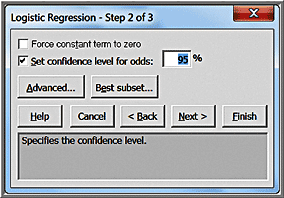 Logistic Regression - Step 2 of 3
Force constant term to zero
Set confidence level for odds: 95 %
Advanced... Best subset...
Help Cancel < Back Next > Finish
Specifies the confidence level.